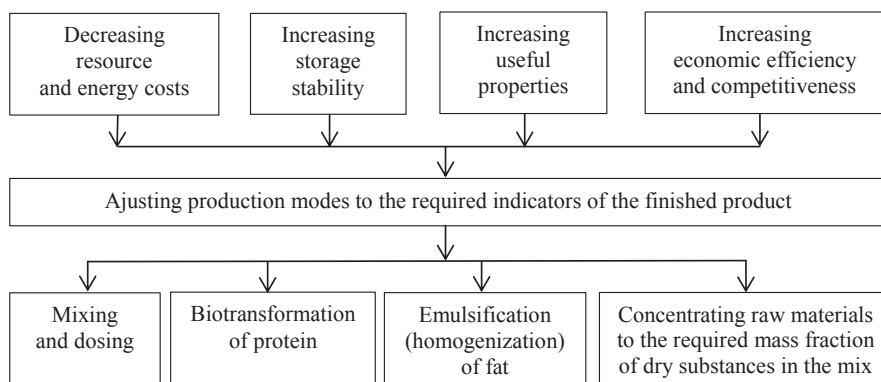 Decreasing
resource
and energy costs
Increasing
storage
stability
Increasing
useful
properties
Increasing
economic efficiency
and competitiveness
Ajusting production modes to the required indicators of the finished product
Mixing
and dosing
Biotransformation
of protein
Emulsification
(homogenization)
of fat
Concentrating raw materials
to the required mass fraction
of dry substances in the mix